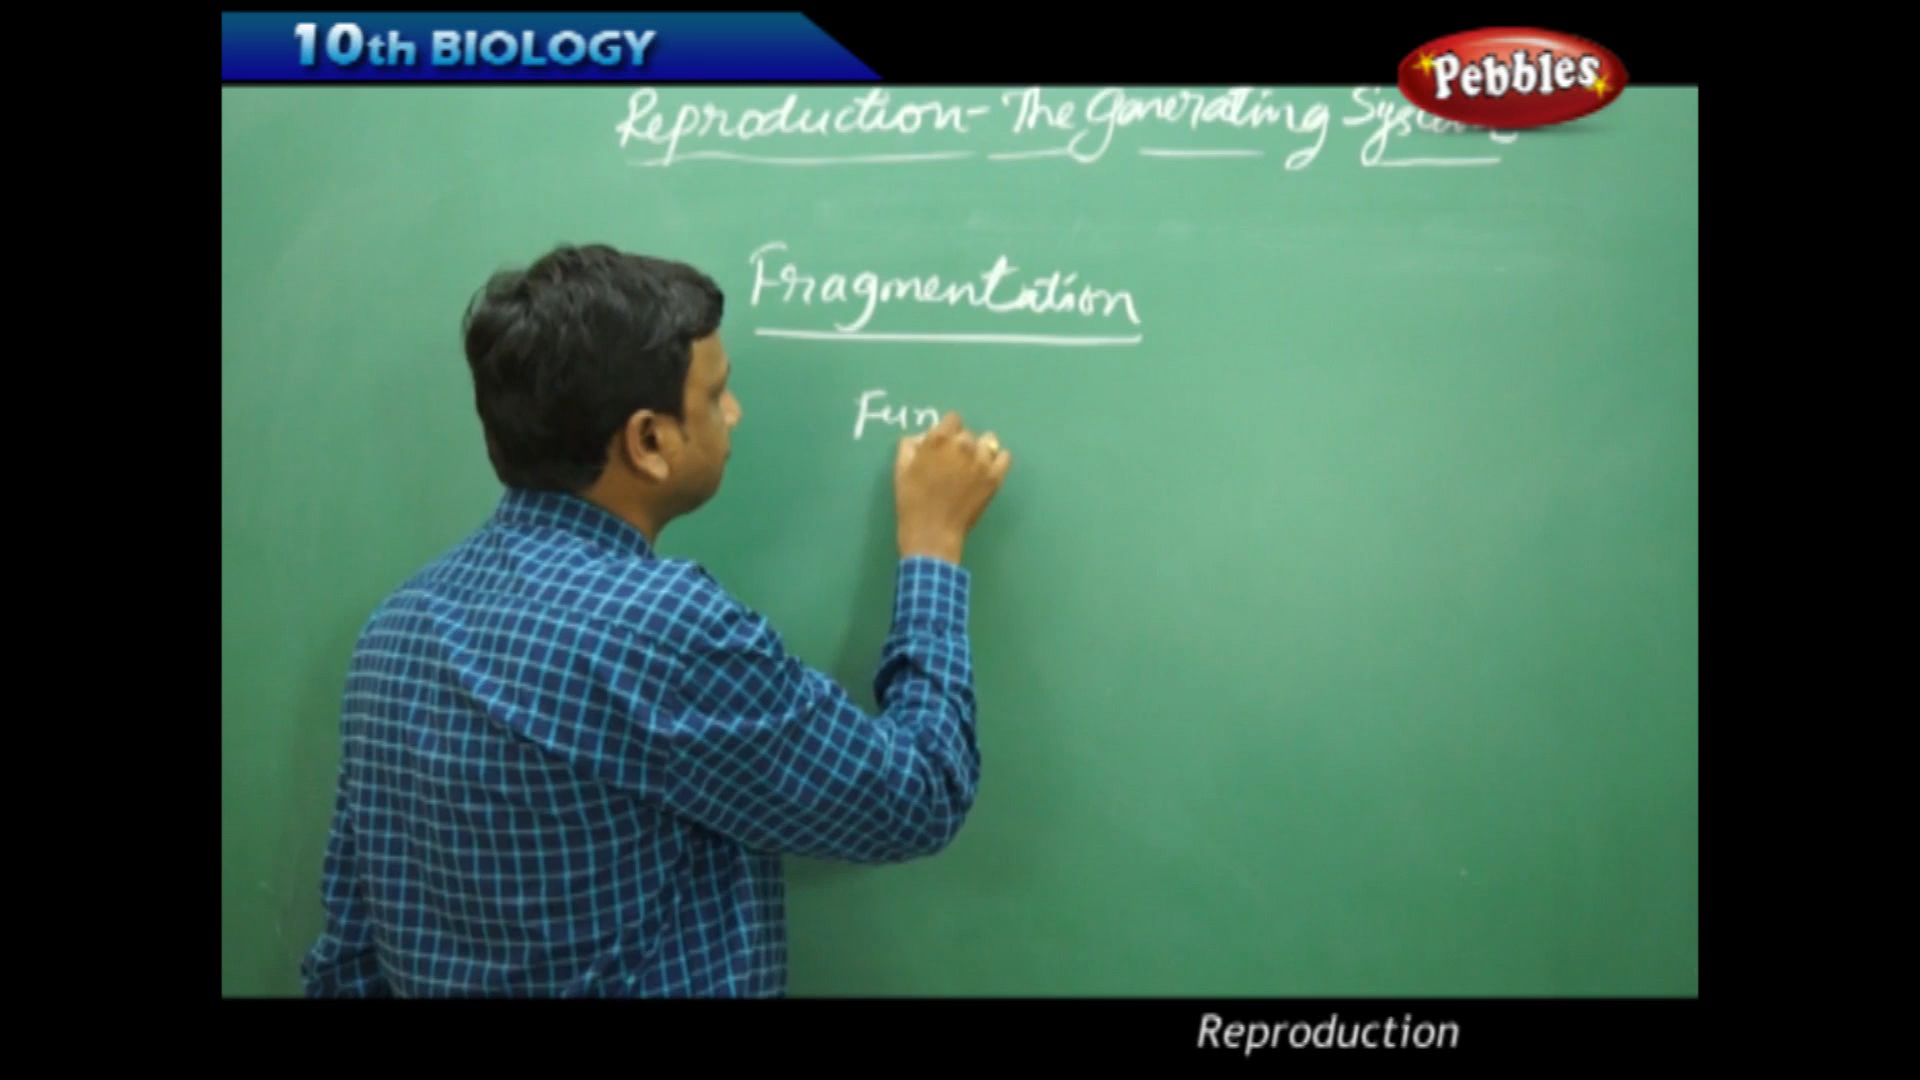 10th BIOLOGY
Pebbles
Reproduction - The Generating System
Fragmentation
Fun
Reproduction